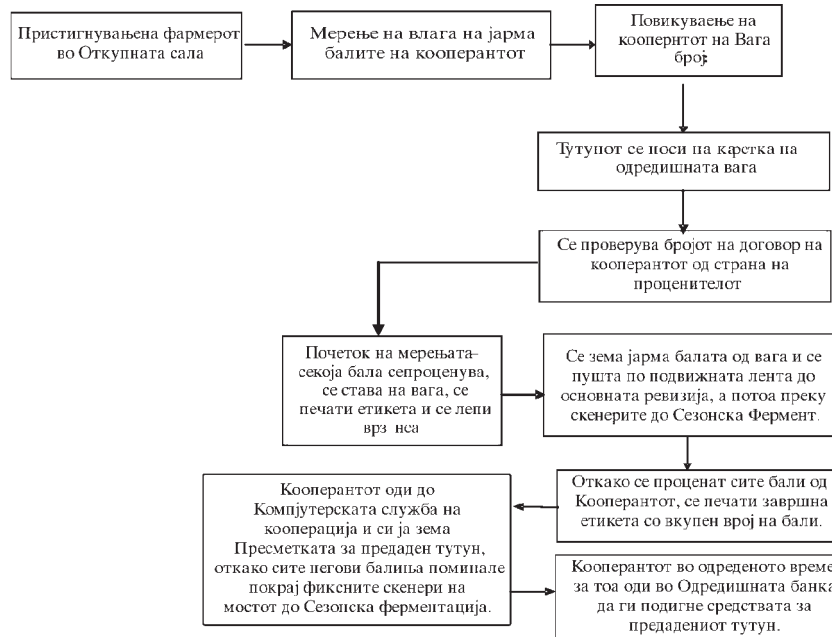 Пристигнувањена фармерот
во Откупната сала
Мерење на влага на јарма
балите на кооперантот
Повикувaење на
коопернтот на Вага
број:
Тутунот се носи на каретка на
одредишната вага
Се проверува бројот на договор на
кооперантот од страна на
проценителот
Почеток на мерењата–
секоја бала сепроценува,
се става на вага, се
печати етикета и се лепи
врз нса
Се зема јарма балата од вага и се
пушта по подвижната лента до
основната ревизија, а потоа преку
скенерите до Сезонска Фермент.
Откако се проценат сите бали од
Кооперантот, се печати завршна
етикета со вкупен врој на бали.
Кооперантот оди до
Компјутерската служба на
кооперација и си ја зема
Пресметката за предаден тутун,
откако сите негови балиња поминале
покрај фиксните скенери на
мостот до Сезонска ферментација.
Кооперантот во одреденото време
за тоа оди во Одредишната банка
да ги подигне средствата за
предадениот тутун.